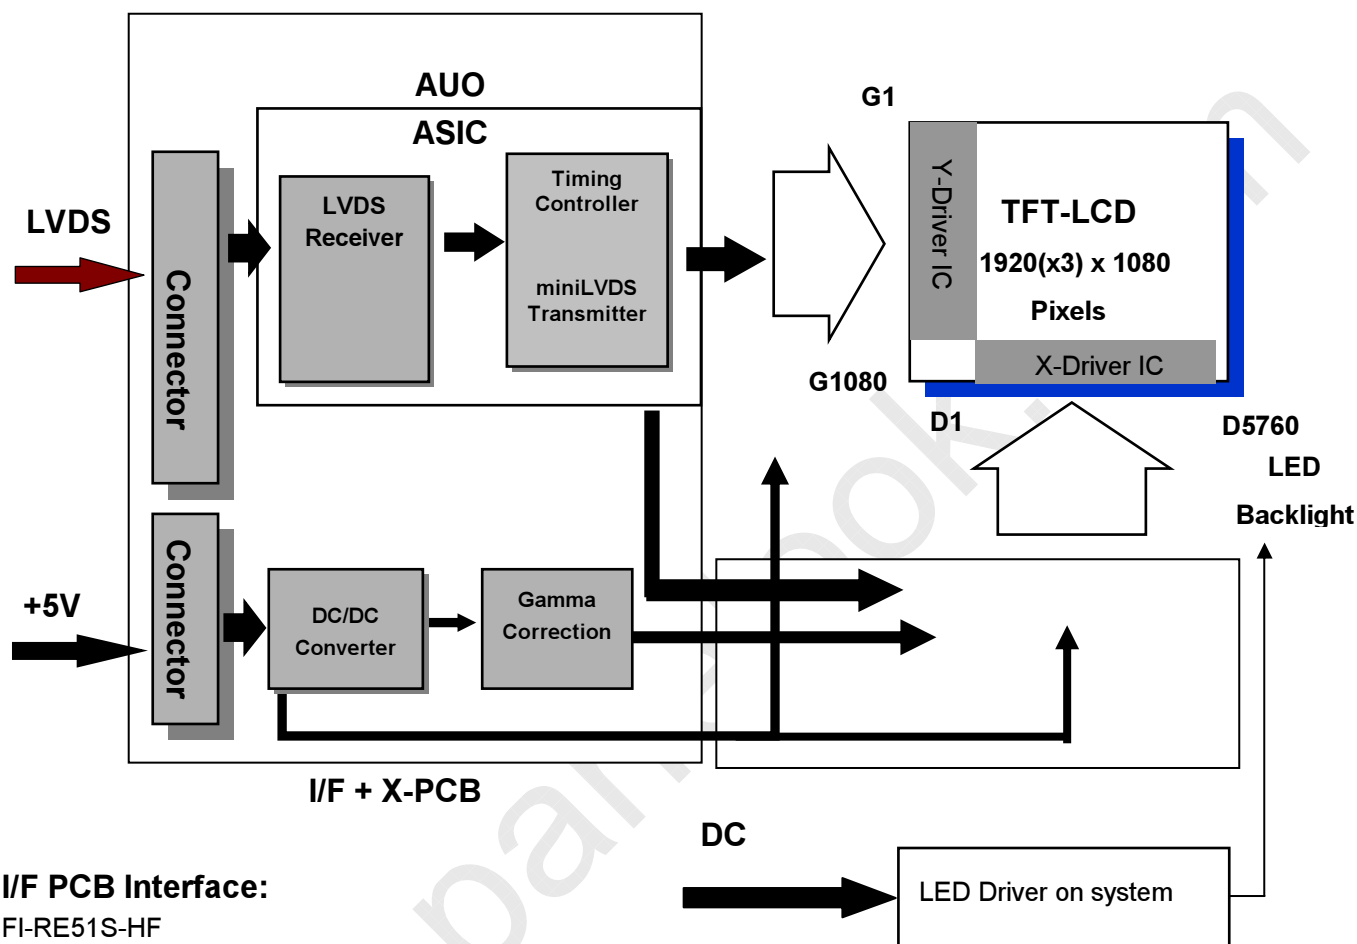 AUO
ASIC
LVDS
Connector
LVDS
Receiver
Timing
Controller
miniLVDS
Transmitter
G1
G1080
Y-Driver IC
TFT-LCD
1920(x3) x 1080
Pixels
X-Driver IC
D1
D5760
LED
Backlight
+5V
Connector
DC/DC
Converter
Gamma
Correction
I/F + X-PCB
DC
LED Driver on system
I/F PCB Interface:
FI-RE51S-HF